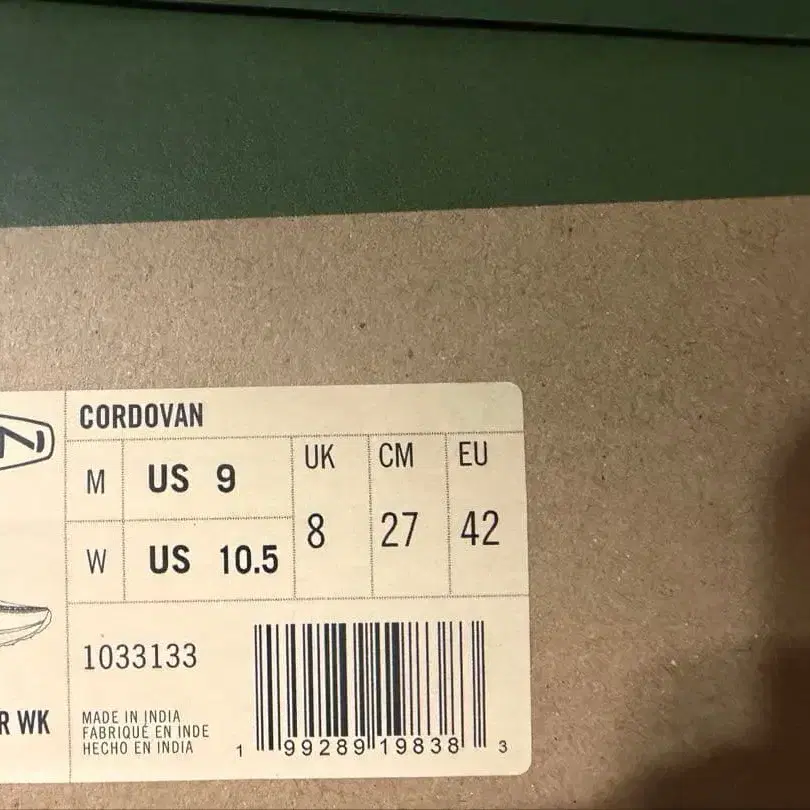 N
CORDOVAN
M US 9
W US 10.5
UK CM EU
8 27 42
1033133
R WK
MADE IN INDIA
FABRIQUÉ EN INDE
HECHO EN INDIA
1 99289 19838 3